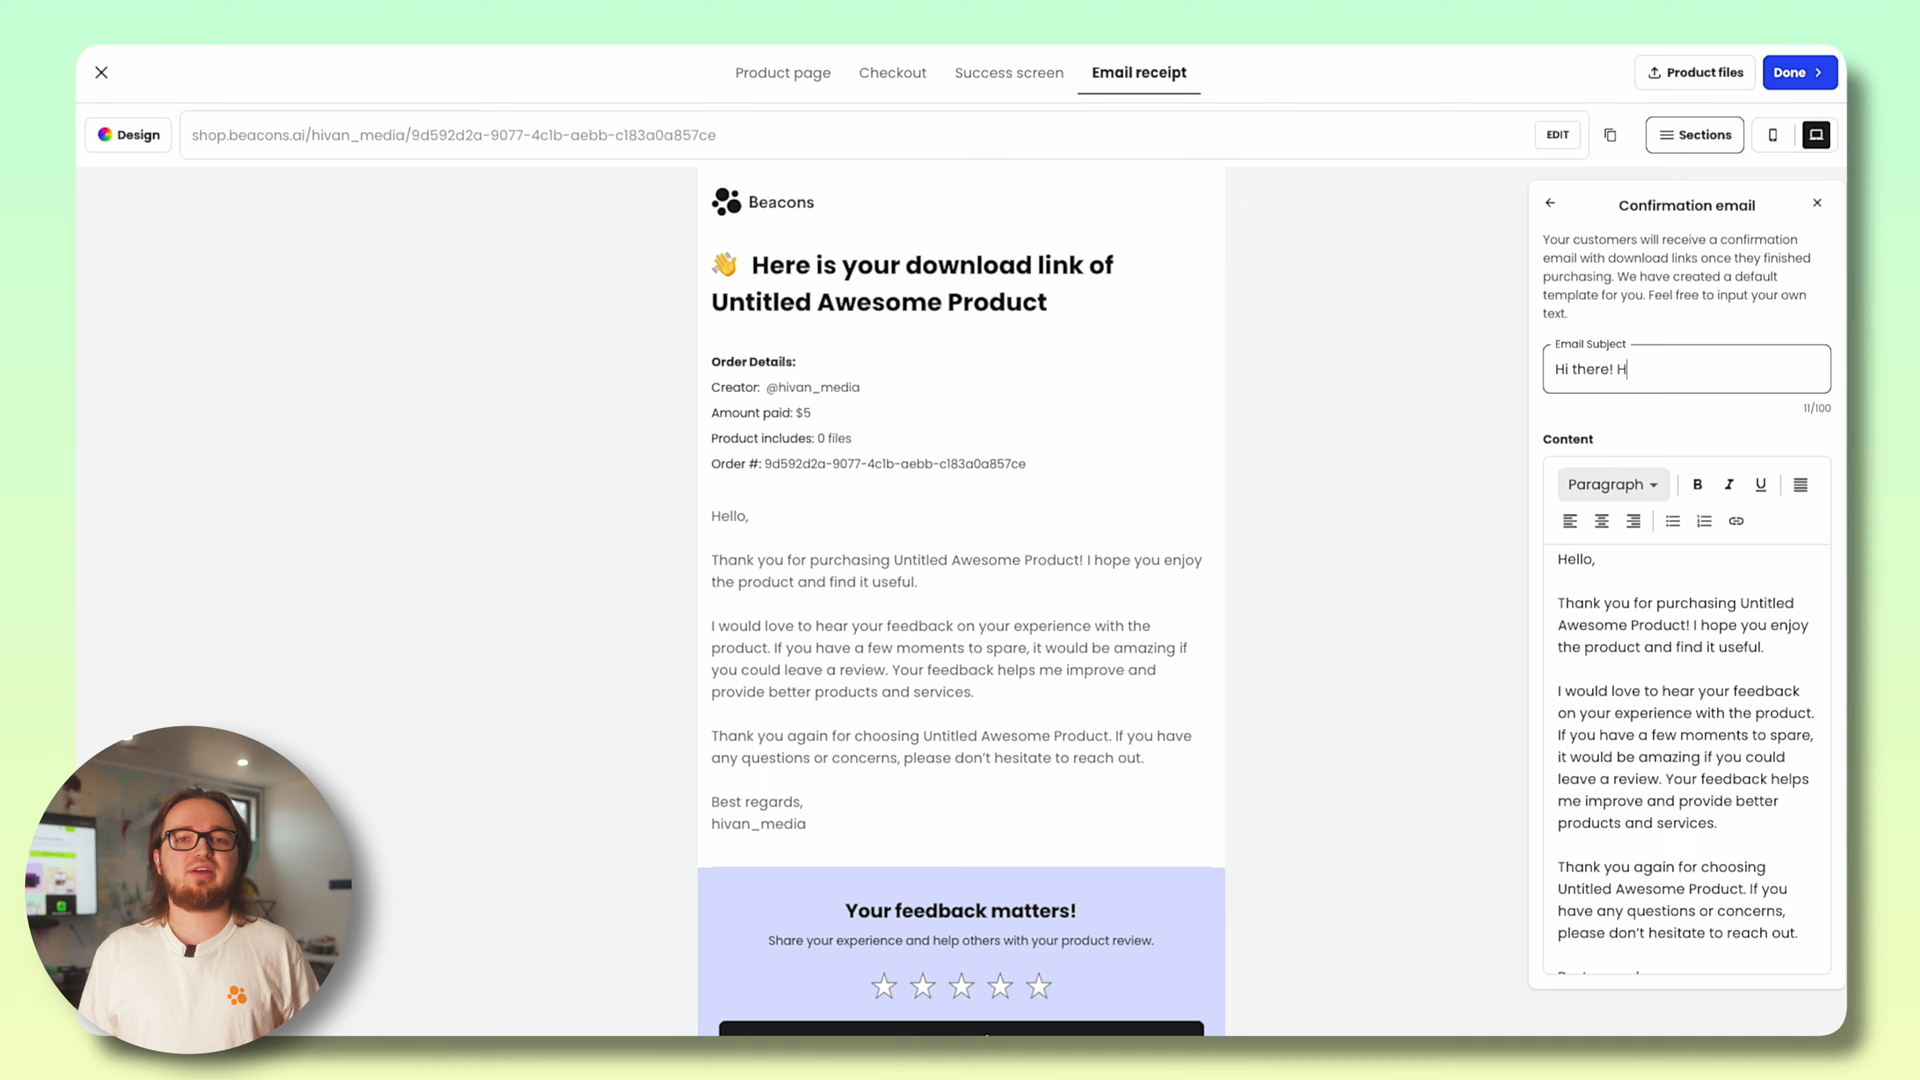 Product page
Checkout
Success screen
Email receipt
Product files
Done
Design
shop.beacons.ai/hivan_media/9d592d2a-9077-4c1b-aebb-c183a0a857ce
EDIT
Sections
Beacons
👋 Here is your download link of
Untitled Awesome Product
Order Details:
Creator: @hivan_media
Amount paid: $5
Product includes: 0 files
Order #: 9d592d2a-9077-4c1b-aebb-c183a0a857ce
Hello,
Thank you for purchasing Untitled Awesome Product! I hope you enjoy
the product and find it useful.
I would love to hear your feedback on your experience with the
product. If you have a few moments to spare, it would be amazing if
you could leave a review. Your feedback helps me improve and
provide better products and services.
Thank you again for choosing Untitled Awesome Product. If you have
any questions or concerns, please don't hesitate to reach out.
Best regards,
hivan_media
Your feedback matters!
Share your experience and help others with your product review.
Confirmation email
Your customers will receive a confirmation
email with download links once they finished
purchasing. We have created a default
template for you. Feel free to input your own
text.
Email Subject
Hi there! H
11/100
Content
Paragraph
B I U
Hello,
Thank you for purchasing Untitled
Awesome Product! I hope you enjoy
the product and find it useful.
I would love to hear your feedback
on your experience with the product.
If you have a few moments to spare,
it would be amazing if you could
leave a review. Your feedback helps
me improve and provide better
products and services.
Thank you again for choosing
Untitled Awesome Product. If you
have any questions or concerns,
please don't hesitate to reach out.